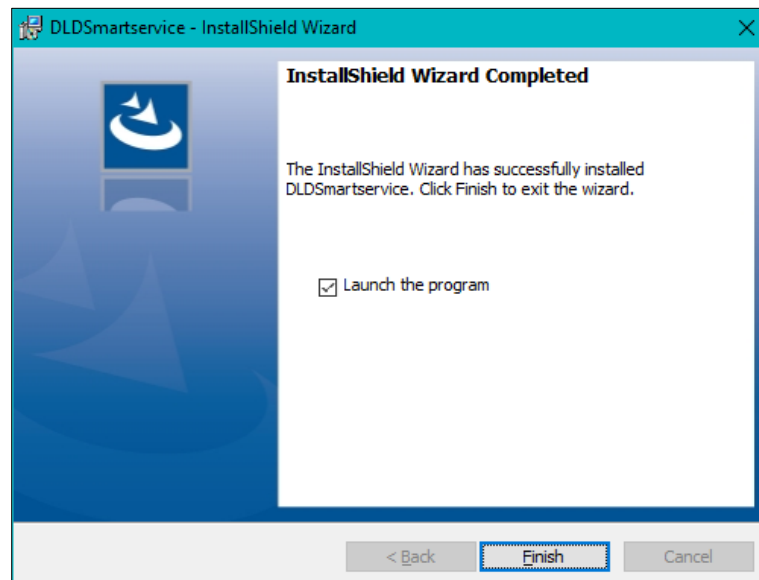 DLDSmartservice - InstallShield Wizard
InstallShield Wizard Completed
The InstallShield Wizard has successfully installed
DLDSmartservice. Click Finish to exit the wizard.
Launch the program
< Back Finish Cancel